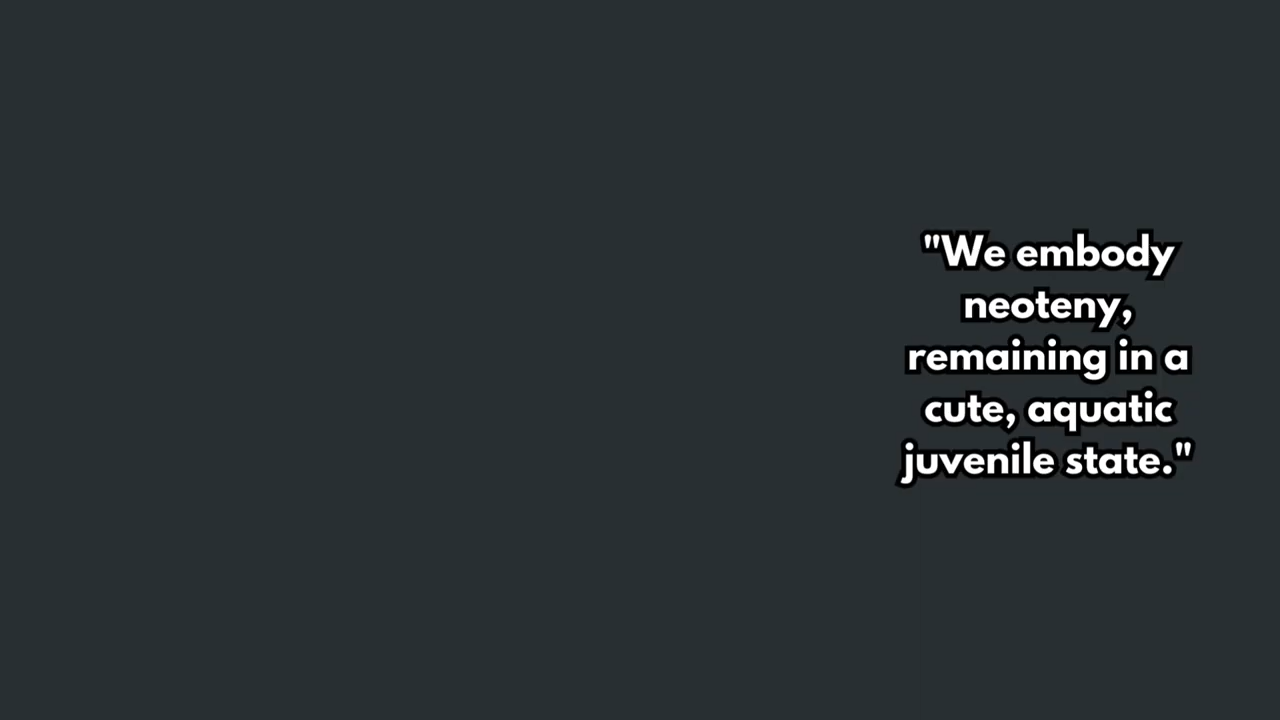 "We embody
neoteny,
remaining in a
cute, aquatic
juvenile state."